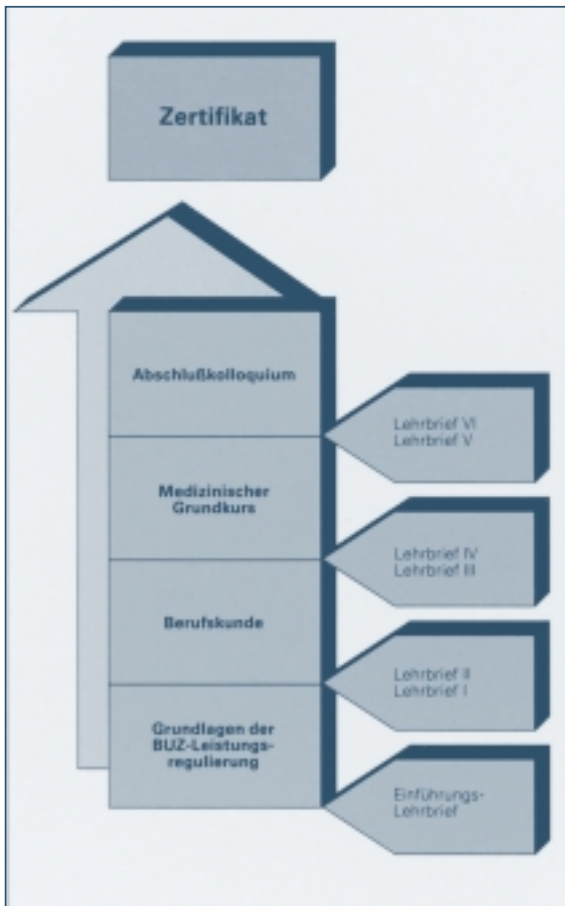 Zertifikat
Abschlußkolloquium
Lehrbrief VI
Lehrbrief V
Medizinischer
Grundkurs
Lehrbrief IV
Lehrbrief III
Berufskunde
Lehrbrief II
Lehrbrief I
Grundlagen der
BUZ-Leistungs-
regulierung
Einführungs-
Lehrbrief